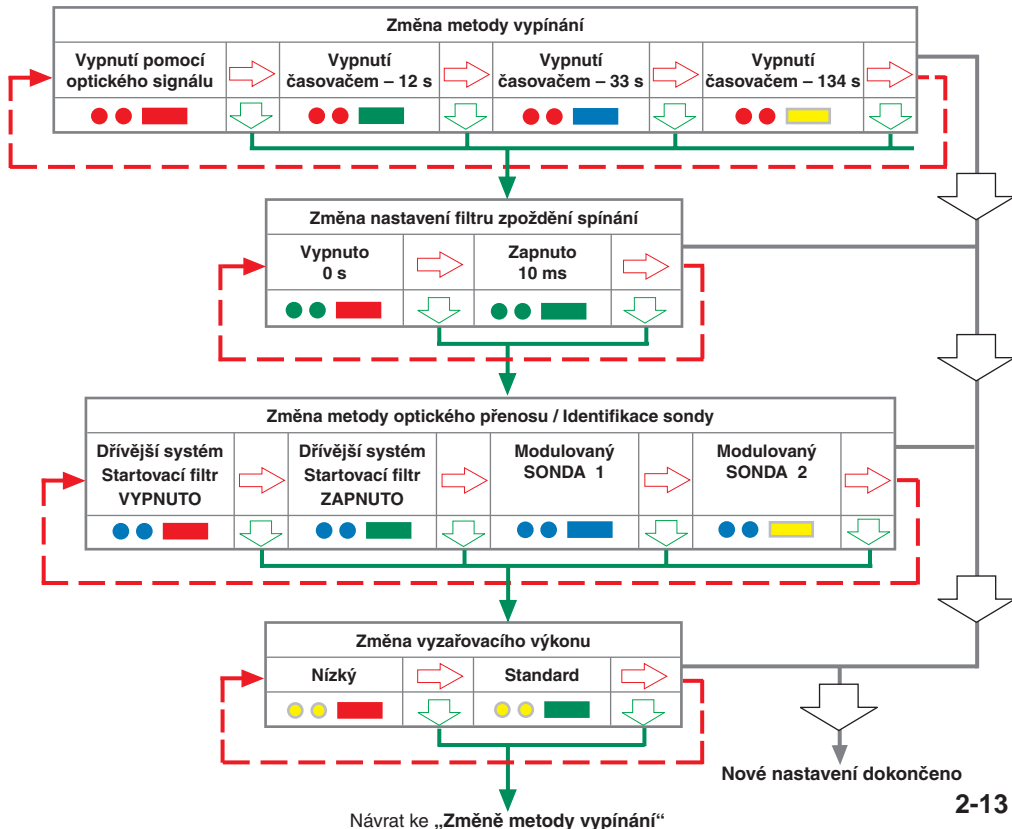 Změna metody vypínání
Vypnutí pomocí
optického signálu
Vypnutí
časovačem – 12 s
Vypnutí
časovačem – 33 s
Vypnutí
časovačem – 134 s
Změna nastavení filtru zpoždění spínání
Vypnuto
0 s
Zapnuto
10 ms
Změna metody optického přenosu / Identifikace sondy
Dřívější systém
Startovací filtr
VYPNUTO
Dřívější systém
Startovací filtr
ZAPNUTO
Modulovaný
SONDA 1
Modulovaný
SONDA 2
Změna vyzařovacího výkonu
Nízký
Standard
Nové nastavení dokončeno
2-13
Návrat ke „Změně metody vypínání“